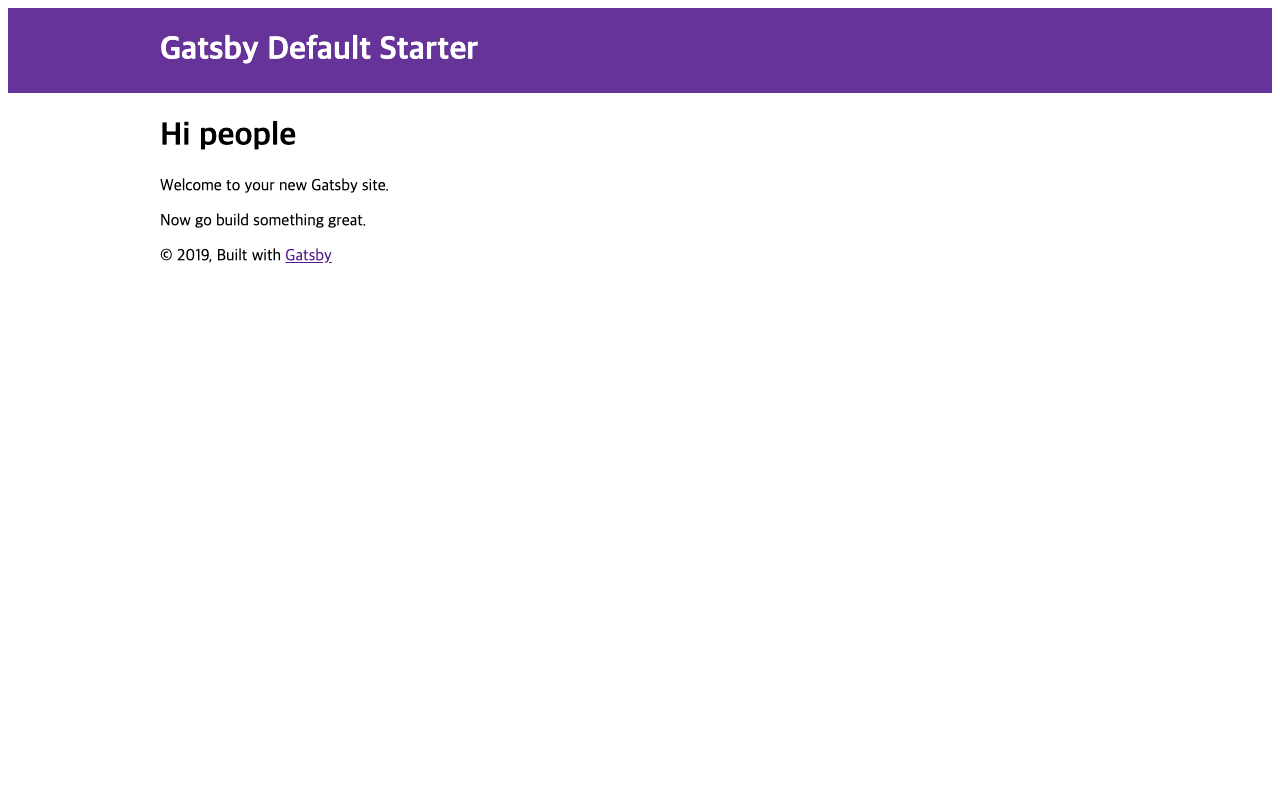 Gatsby Default Starter
Hi people
Welcome to your new Gatsby site.
Now go build something great.
© 2019, Built with Gatsby